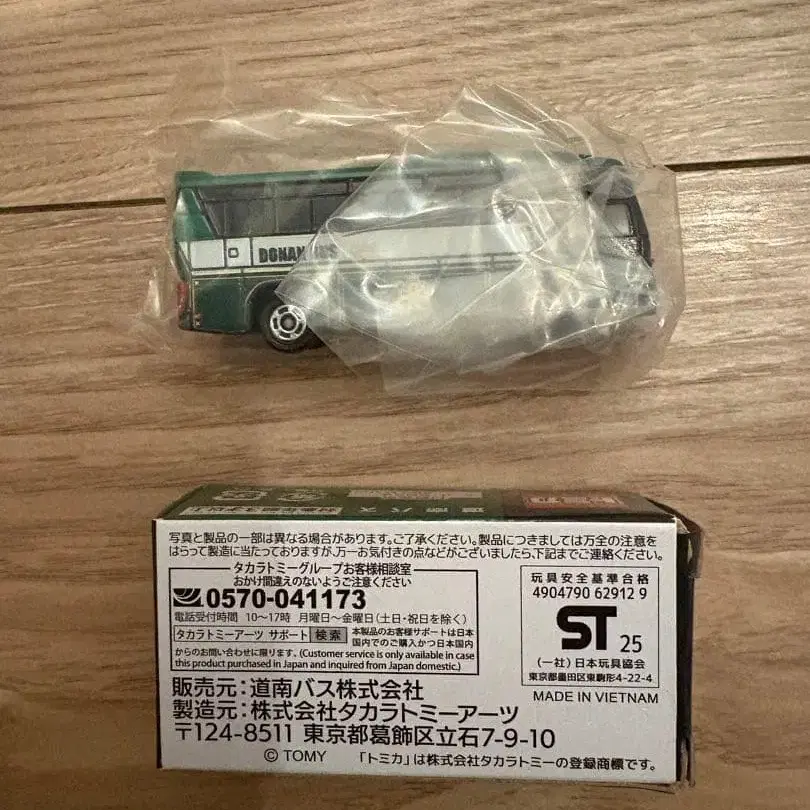 DONAN
道南バス
写真と製品の一部は異なる場合があります。ご了承ください。製品につきましては万全の注意を
はらって製造に当たっておりますが、万一お気付きの点などがございましたら、下記までご連絡ください。
タカラトミーグループお客様相談室
おかけ間違えのないようご注意ください
0570-041173
電話受付時間 10〜17時 月曜日〜金曜日(土・祝日を除く)
タカラトミーアーツ サポート 検索 本製品のお客様サポートは日本
国内でのご購入かつ日本国内
からのお問い合わせに限ります。(Customer service is only available in case
this product purchased in Japan and inquired from Japan domestic.)
販売元:道南バス株式会社
製造元:株式会社タカラトミーアーツ
〒124-8511 東京都葛飾区立石7-9-10
© TOMY 「トミカ」は株式会社タカラトミーの登録商標です。
玩具安全基準合格
4904790 62912 9
ST 25
(一社)日本玩具協会
東京都墨田区東駒形4-22-4
MADE IN VIETNAM